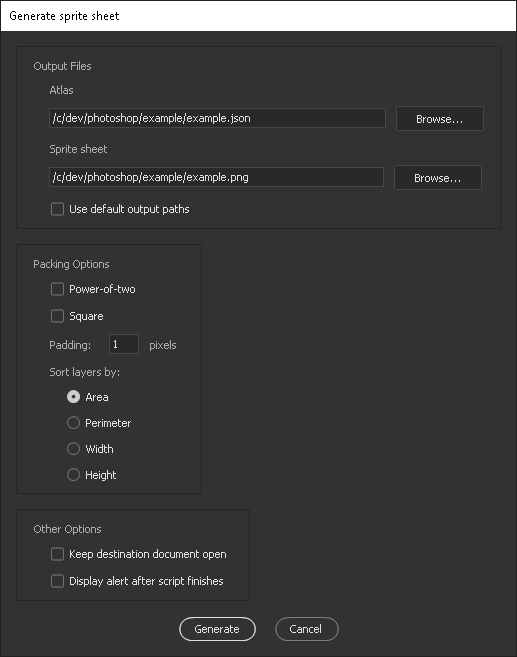 Generate sprite sheet
Output Files
Atlas
/c/dev/photoshop/example/example.json
Browse...
Sprite sheet
/c/dev/photoshop/example/example.png
Browse...
Use default output paths
Packing Options
Power-of-two
Square
Padding: 1 pixels
Sort layers by:
Area
Perimeter
Width
Height
Other Options
Keep destination document open
Display alert after script finishes
Generate Cancel